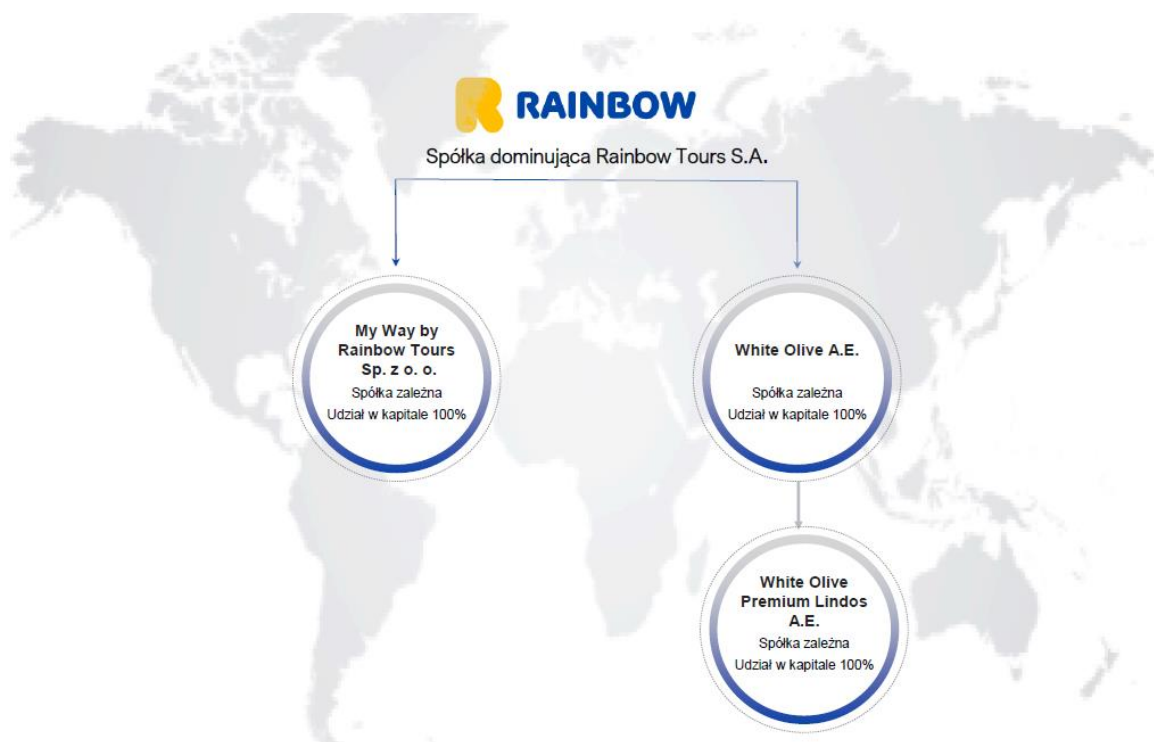 RAINBOW
Spółka dominująca Rainbow Tours S.A.
My Way by
Rainbow Tours
Sp. z o. o.
Spółka zależna
Udział w kapitale 100%
White Olive A.E.
Spółka zależna
Udział w kapitale 100%
White Olive
Premium Lindos
A.E.
Spółka zależna
Udział w kapitale 100%